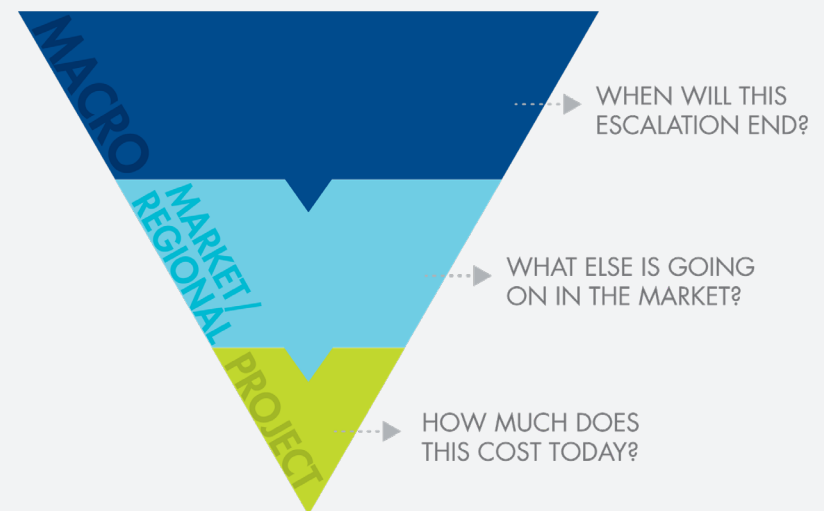 MACRO
WHEN WILL THIS
ESCALATION END?
MARKET/
REGIONAL
WHAT ELSE IS GOING
ON IN THE MARKET?
PROJECT
HOW MUCH DOES
THIS COST TODAY?